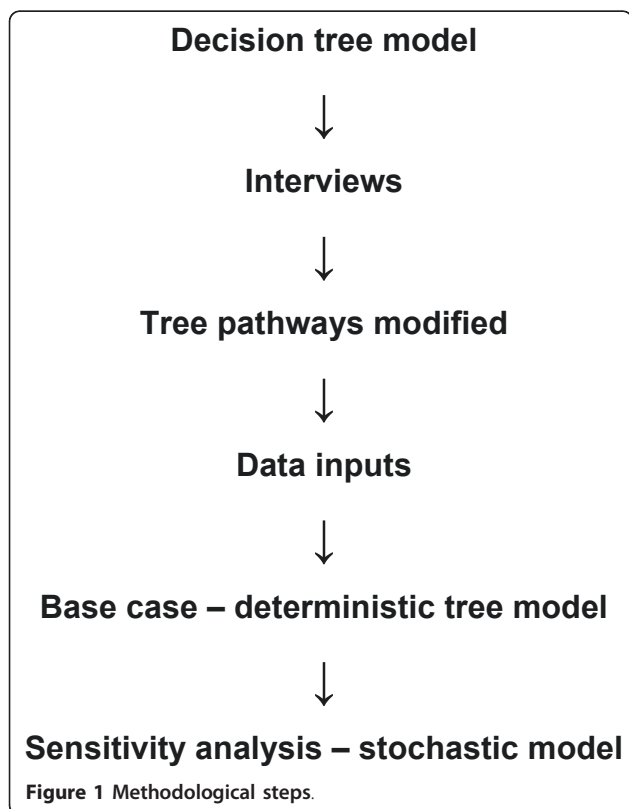 Decision tree model
↓
Interviews
↓
Tree pathways modified
↓
Data inputs
↓
Base case – deterministic tree model
↓
Sensitivity analysis – stochastic model
Figure 1 Methodological steps.